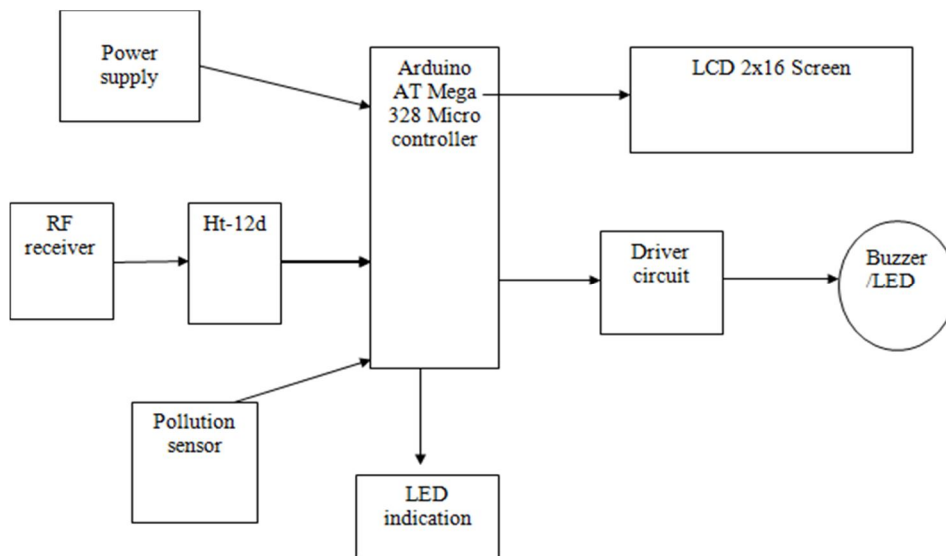 Power
supply
Arduino
AT Mega
328 Micro
controller
LCD 2x16 Screen
RF
receiver
Ht-12d
Driver
circuit
Buzzer
/LED
Pollution
sensor
LED
indication